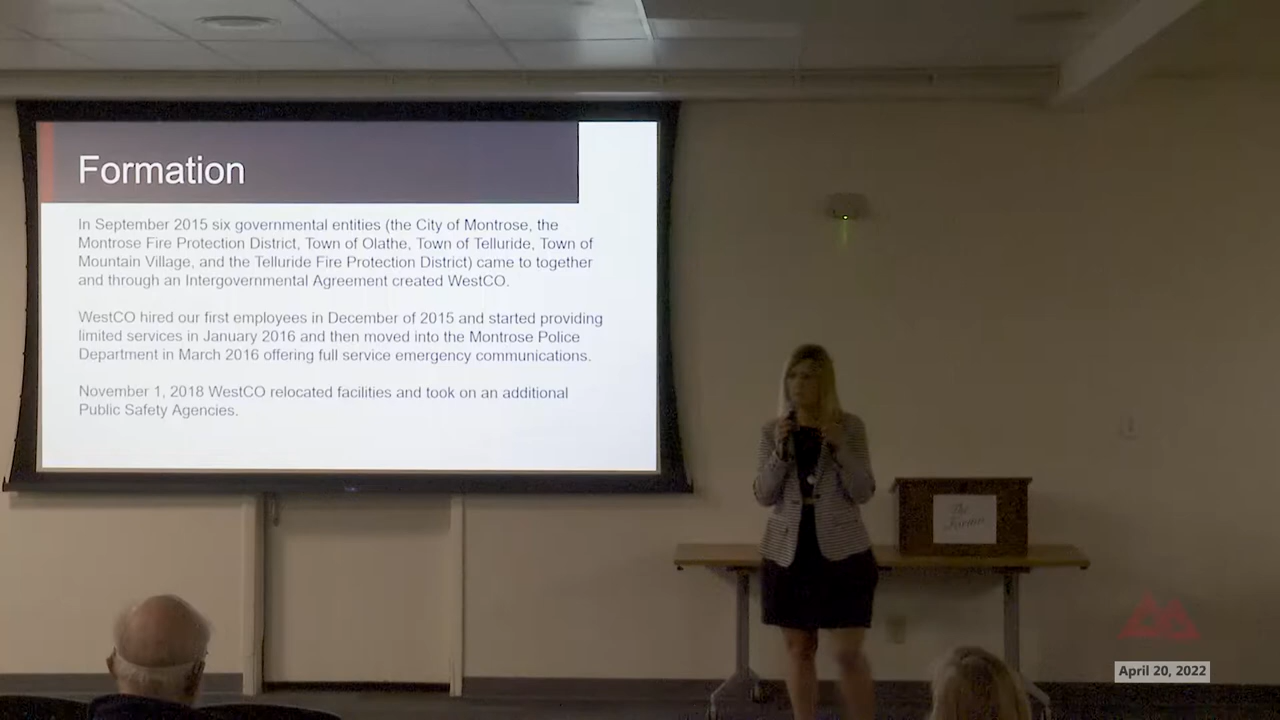 Formation
In September 2015 six governmental entities (the City of Montrose, the
Montrose Fire Protection District, Town of Olathe, Town of Telluride, Town of
Mountain Village, and the Telluride Fire Protection District) came to together
and through an Intergovernmental Agreement created WestCO.
WestCO hired our first employees in December of 2015 and started providing
limited services in January 2016 and then moved into the Montrose Police
Department in March 2016 offering full service emergency communications.
November 1, 2018 WestCO relocated facilities and took on an additional
Public Safety Agencies.
The
Forum
April 20, 2022